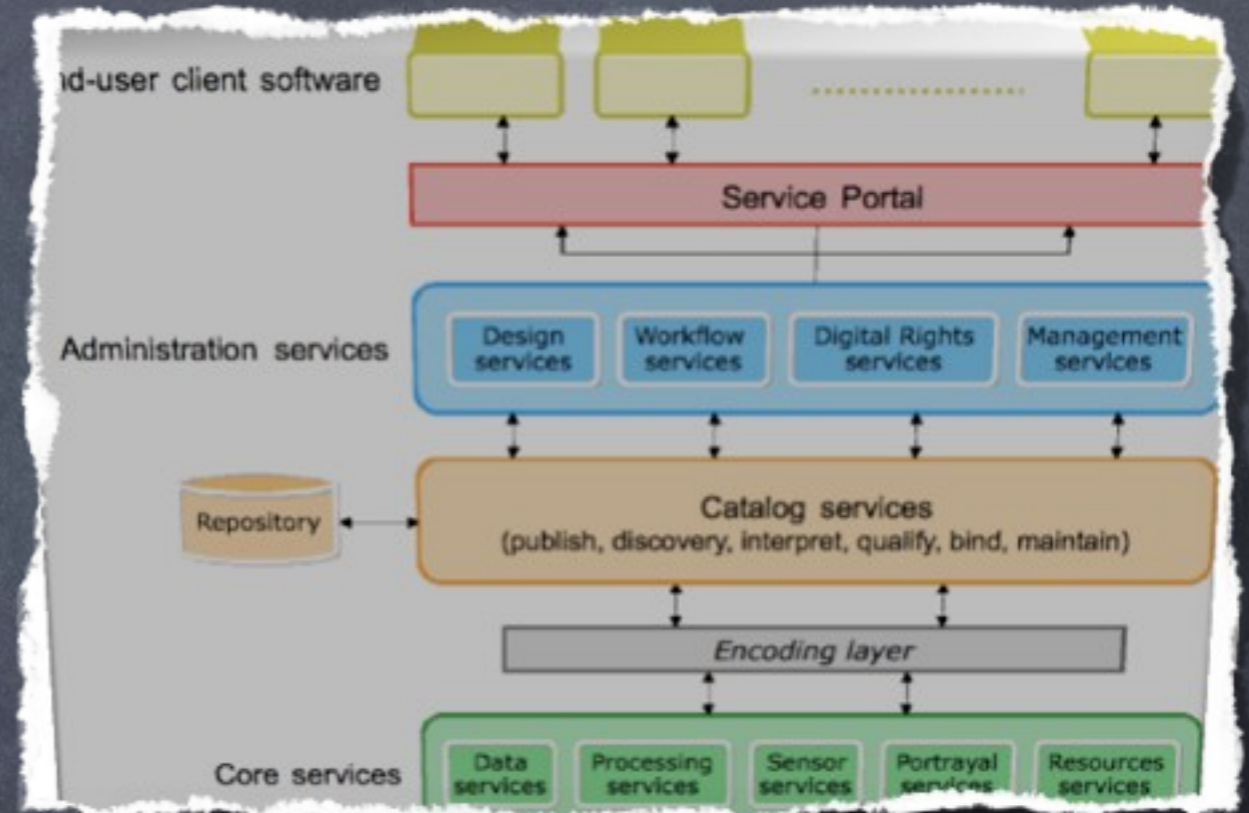 nd-user client software
Service Portal
Administration services
Design
services
Workflow
services
Digital Rights
services
Management
services
Repository
Catalog services
(publish, discovery, interpret, qualify, bind, maintain)
Encoding layer
Core services
Data
services
Processing
services
Sensor
services
Portrayal
services
Resources
services